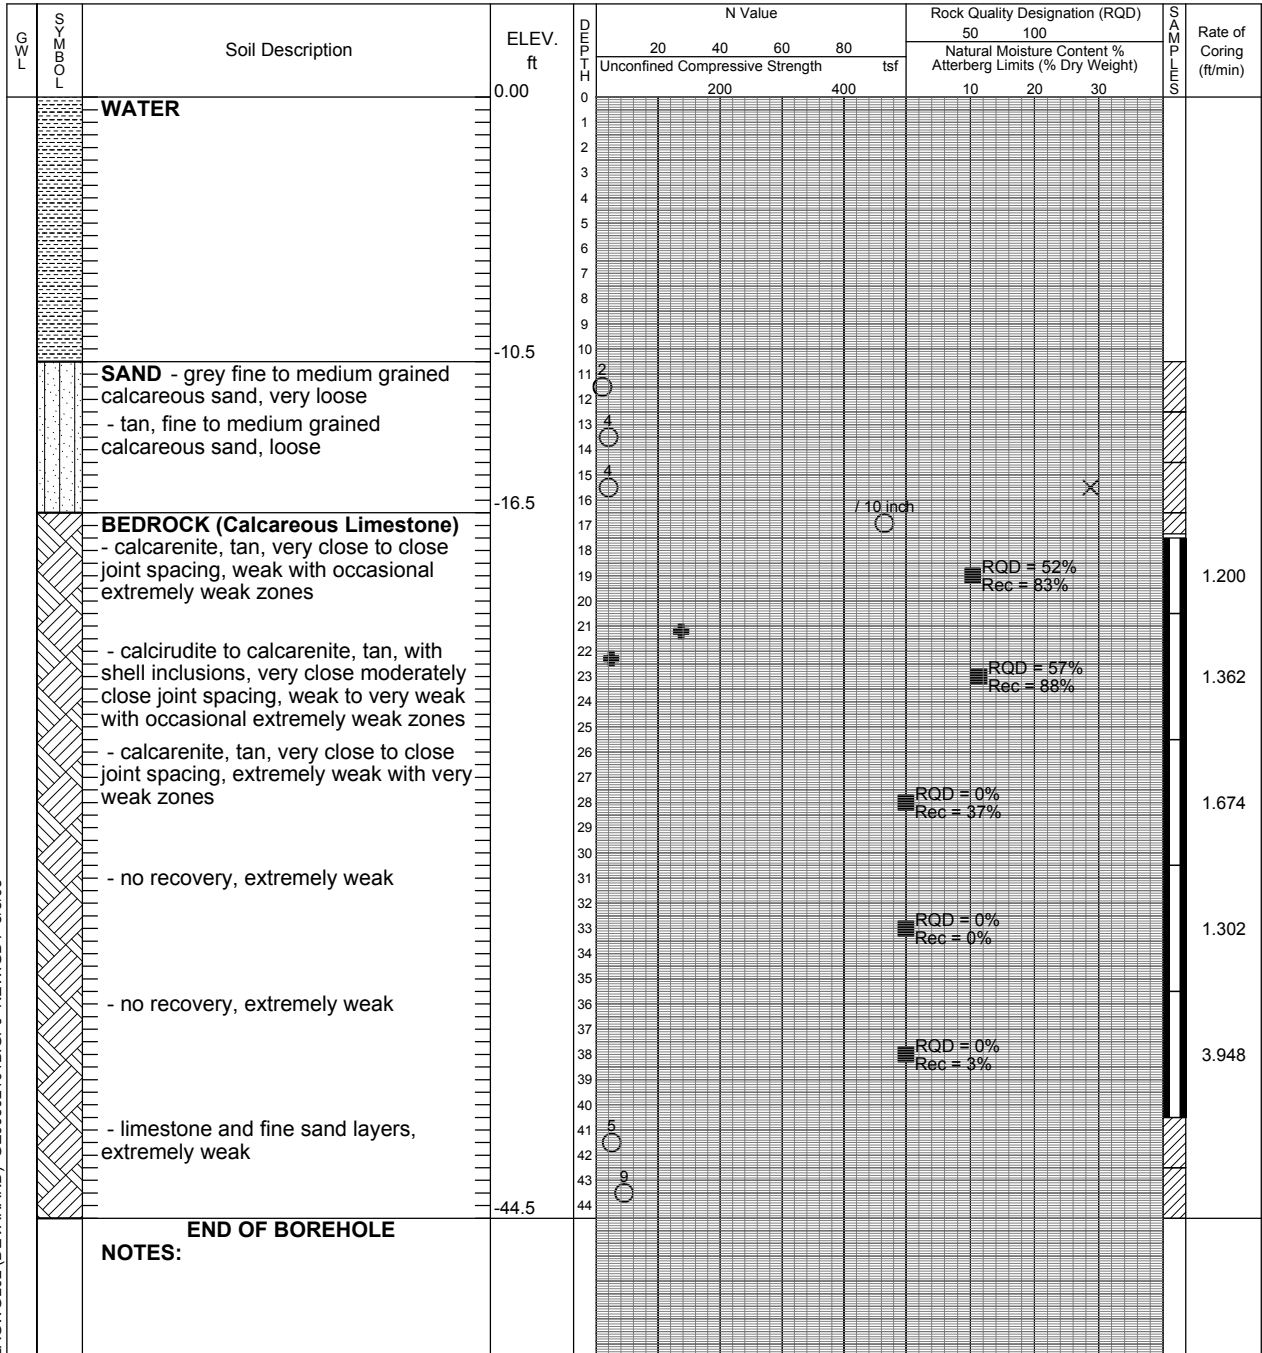 GWL
SYMBOL
Soil Description
ELEV.
ft
DEPTH
N Value
20 40 60 80
Unconfined Compressive Strength tsf
200 400
Rock Quality Designation (RQD)
50 100
Natural Moisture Content %
Atterberg Limits (% Dry Weight)
10 20 30
SAMPLES
Rate of
Coring
(ft/min)
0.00
0
WATER
1
2
3
4
5
6
7
8
9
10
-10.5
SAND - grey fine to medium grained
calcareous sand, very loose
11
2
12
- tan, fine to medium grained
calcareous sand, loose
13
4
14
15
4
16
-16.5
BEDROCK (Calcareous Limestone)
- calcarenite, tan, very close to close
joint spacing, weak with occasional
extremely weak zones
/ 10 inch
17
18
19
RQD = 52%
Rec = 83%
1.200
20
21
- calcirudite to calcarenite, tan, with
shell inclusions, very close moderately
close joint spacing, weak to very weak
with occasional extremely weak zones
22
23
RQD = 57%
Rec = 88%
1.362
24
25
- calcarenite, tan, very close to close
joint spacing, extremely weak with very
weak zones
26
27
28
RQD = 0%
Rec = 37%
1.674
29
30
- no recovery, extremely weak
31
32
33
RQD = 0%
Rec = 0%
1.302
34
35
- no recovery, extremely weak
36
37
38
RQD = 0%
Rec = 3%
3.948
39
40
- limestone and fine sand layers,
extremely weak
41
5
42
43
9
44
-44.5
END OF BOREHOLE
NOTES: